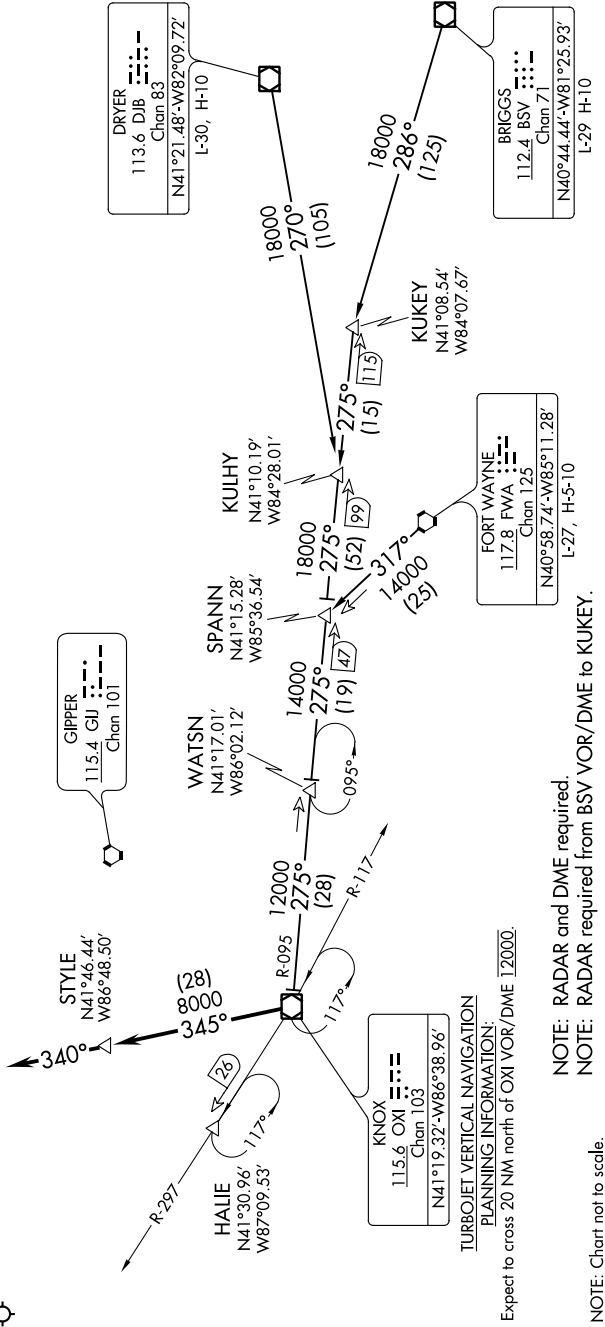 DRYER
113.6 DJB
Chan 83
N41°21.48'-W82°09.72'
L-30, H-10
BRIGGS
112.4 BSV
Chan 71
N40°44.44'-W81°25.93'
L-29 H-10
18000
270°
(105)
18000
286°
(125)
KUKEY
N41°08.54'
W84°07.67'
115
275°
(15)
KULHY
N41°10.19'
W84°28.01'
99
18000
275°
(52)
FORT WAYNE
117.8 FWA
Chan 125
N40°58.74'-W85°11.28'
L-27, H-5-10
317°
14000
(25)
SPANN
N41°15.28'
W85°36.54'
47
14000
275°
(19)
WATSN
N41°17.01'
W86°02.12'
095°
GIPPER
115.4 GIJ
Chan 101
12000
275°
(28)
R-095
R-117
117°
KNOX
115.6 OXI
Chan 103
N41°19.32'-W86°38.96'
STYLE
N41°46.44'
W86°48.50'
(28)
8000
345°
340°
26
117°
HALIE
N41°30.96'
W87°09.53'
R-297
TURBOJET VERTICAL NAVIGATION
PLANNING INFORMATION:
Expect to cross 20 NM north of OXI VOR/DME 12000.
NOTE: RADAR and DME required.
NOTE: RADAR required from BSV VOR/DME to KUKEY.
NOTE: Chart not to scale.